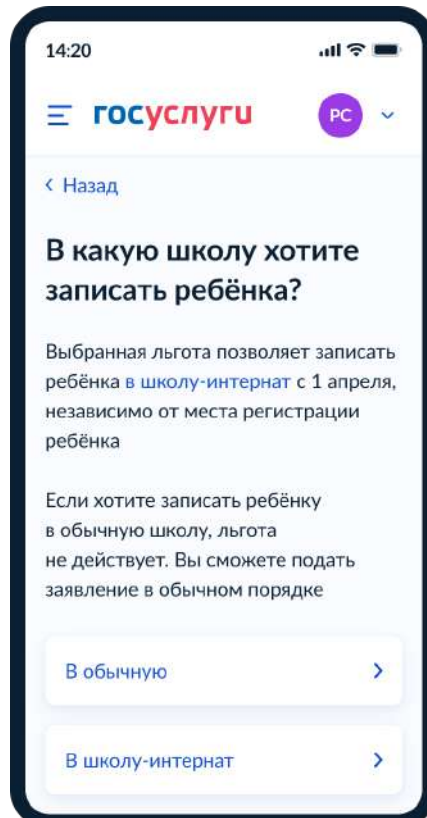 14:20
госуслуги
РС
Назад
В какую школу хотите
записать ребёнка?
Выбранная льгота позволяет записать
ребёнка в школу-интернат с 1 апреля,
независимо от места регистрации
ребёнка
Если хотите записать ребёнку
в обычную школу, льгота
не действует. Вы сможете подать
заявление в обычном порядке
В обычную
В школу-интернат